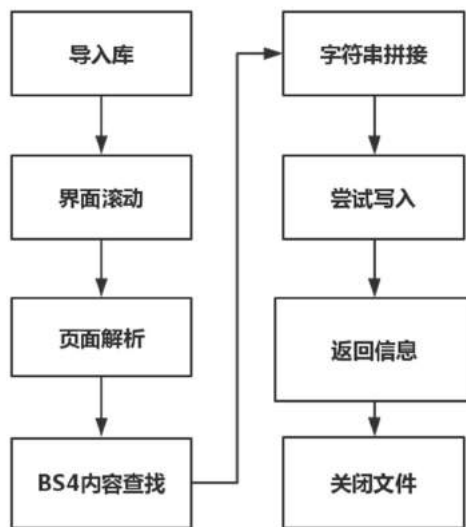 导入库
界面滚动
页面解析
BS4内容查找
字符串拼接
尝试写入
返回信息
关闭文件